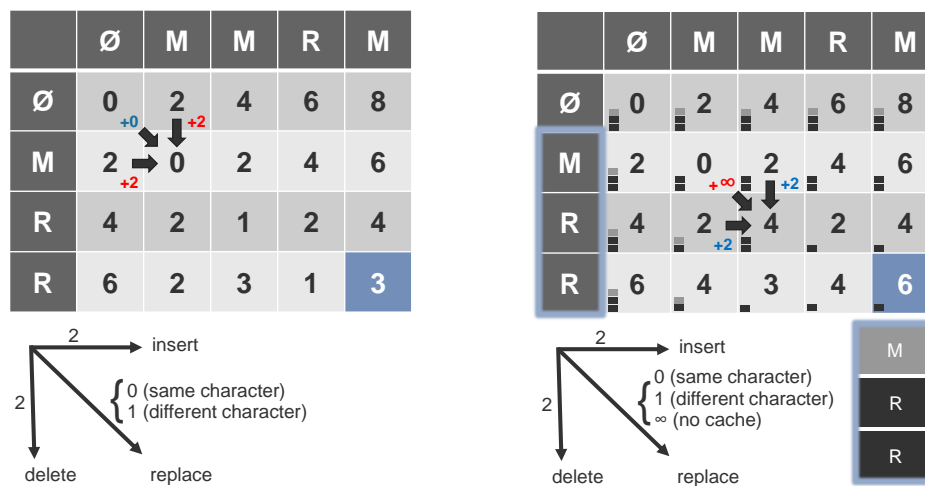 Ø M M R M
Ø 0 2 4 6 8
+0 +2
M 2 0 2 4 6
+2
R 4 2 1 2 4
R 6 2 3 1 3
2 insert
0 (same character)
2 { 1 (different character)
delete replace
Ø M M R M
Ø 0 2 4 6 8
M 2 0 2 4 6
+∞ +2
R 4 2 4 2 4
+2
R 6 4 3 4 6
2 insert
0 (same character)
2 { 1 (different character)
∞ (no cache)
delete replace
M
R
R